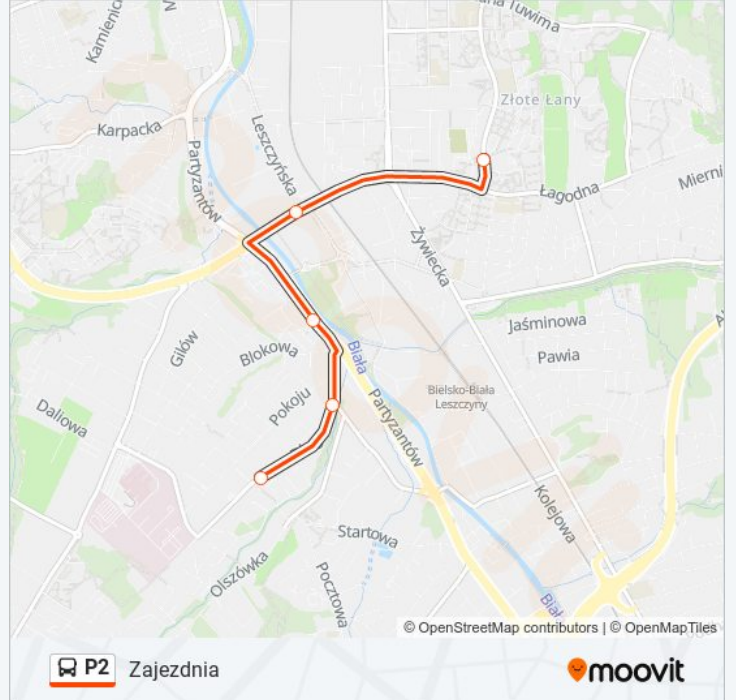 Tuwima
Kamienic
Złote Łany
Karpacka
Leszczyńska
Partyzantów
Mierni
Łagodna
Żywiecka
Jaśminowa
Gilów
Blokowa
Biała
Pawia
Bielsko-Biała
Leszczyny
Pokoju
Partyzantów
Daliowa
Kolejowa
Startowa
Olszówka
Pocztowa
Biał
© OpenStreetMap contributors | © OpenMapTiles
P2 Zajezdnia
moovit